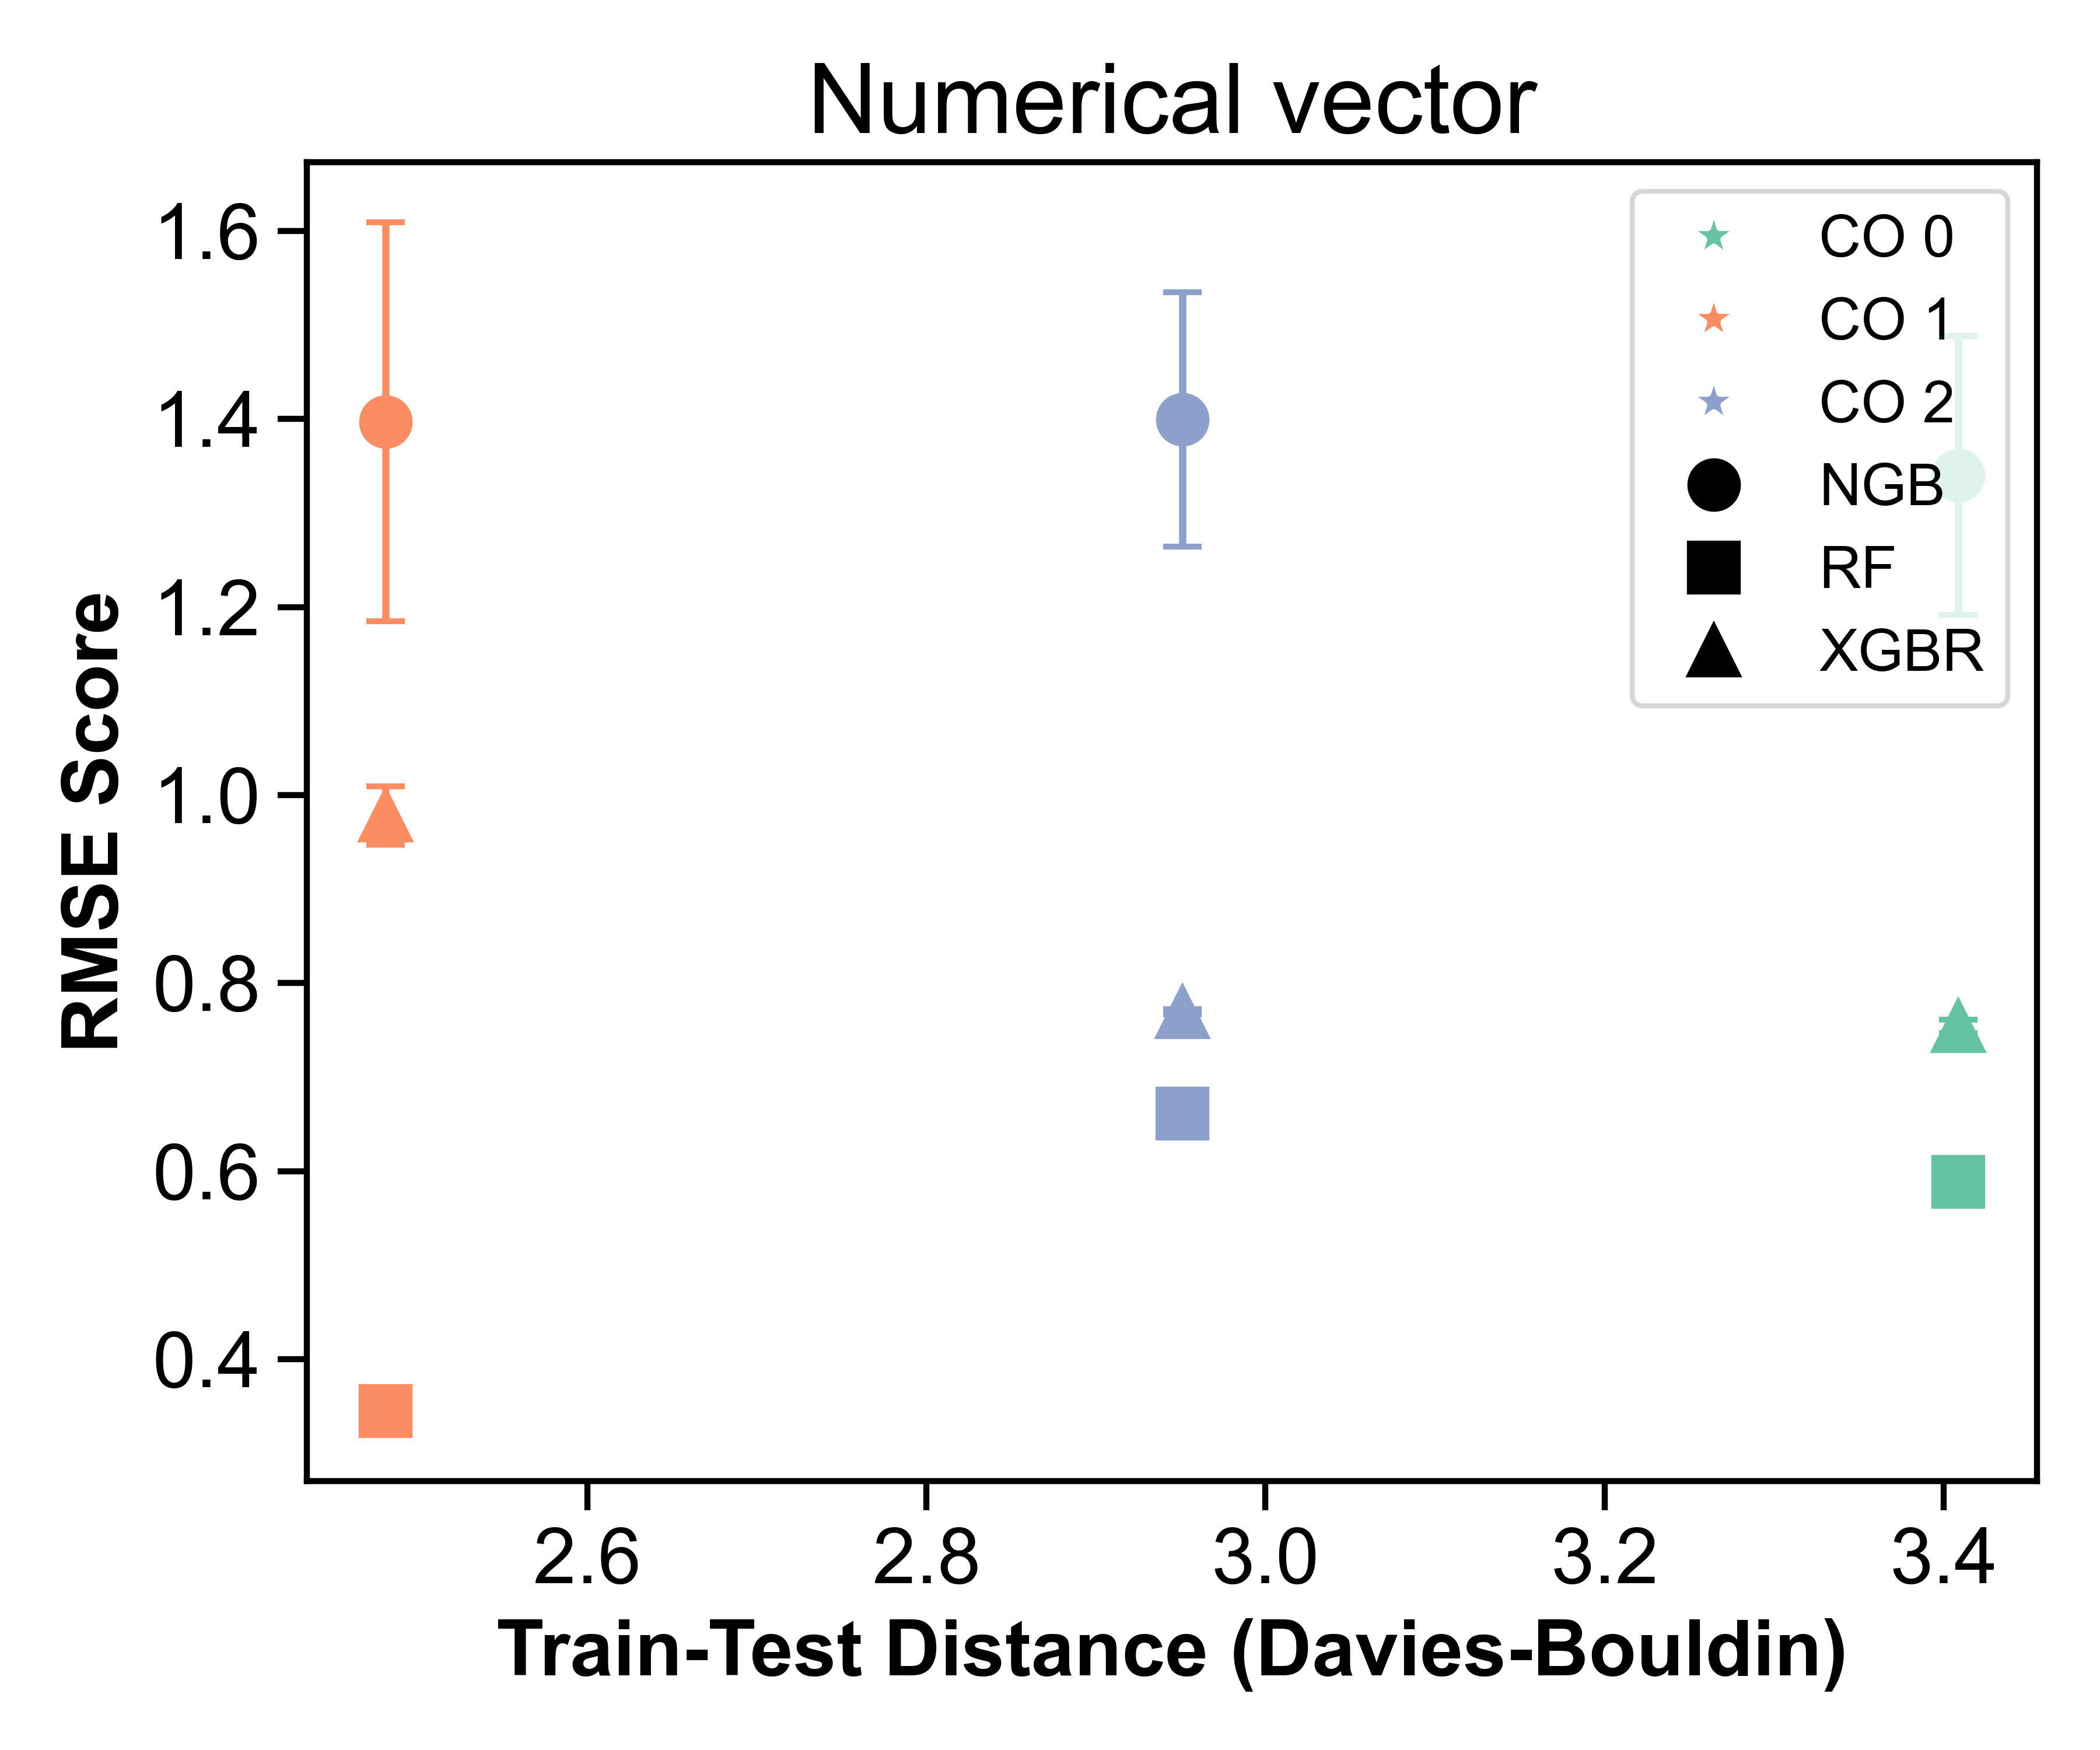 Numerical vector
1.6
1.4
1.2
1.0
0.8
0.6
0.4
RMSE Score
CO 0
CO 1
CO 2
NGB
RF
XGBR
2.6 2.8 3.0 3.2 3.4
Train-Test Distance (Davies-Bouldin)